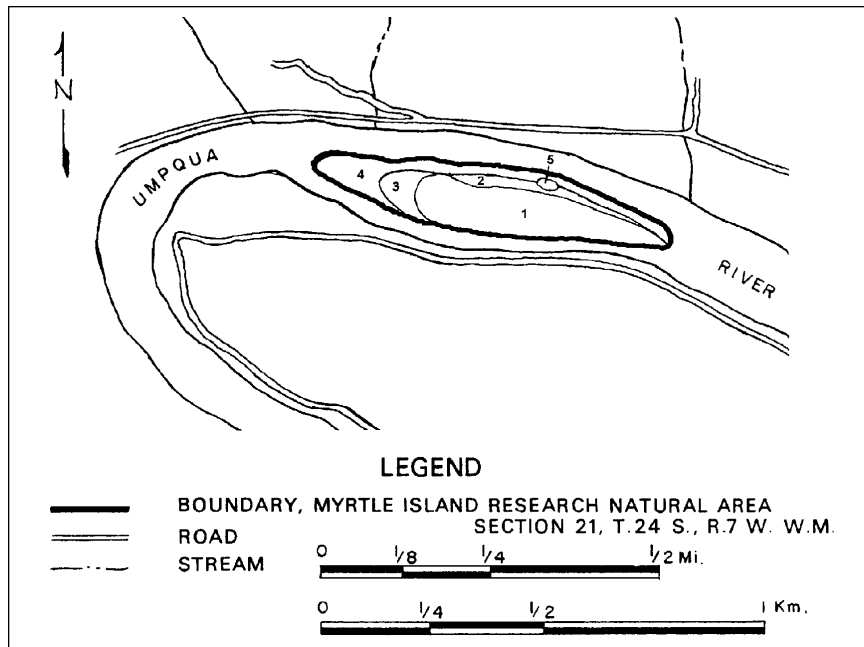 N
UMPQUA
5
4
3
2
1
RIVER
LEGEND
BOUNDARY, MYRTLE ISLAND RESEARCH NATURAL AREA
SECTION 21, T.24 S., R.7 W. W.M.
ROAD
STREAM
0 1/8 1/4 1/2 Mi.
0 1/4 1/2 1 Km.